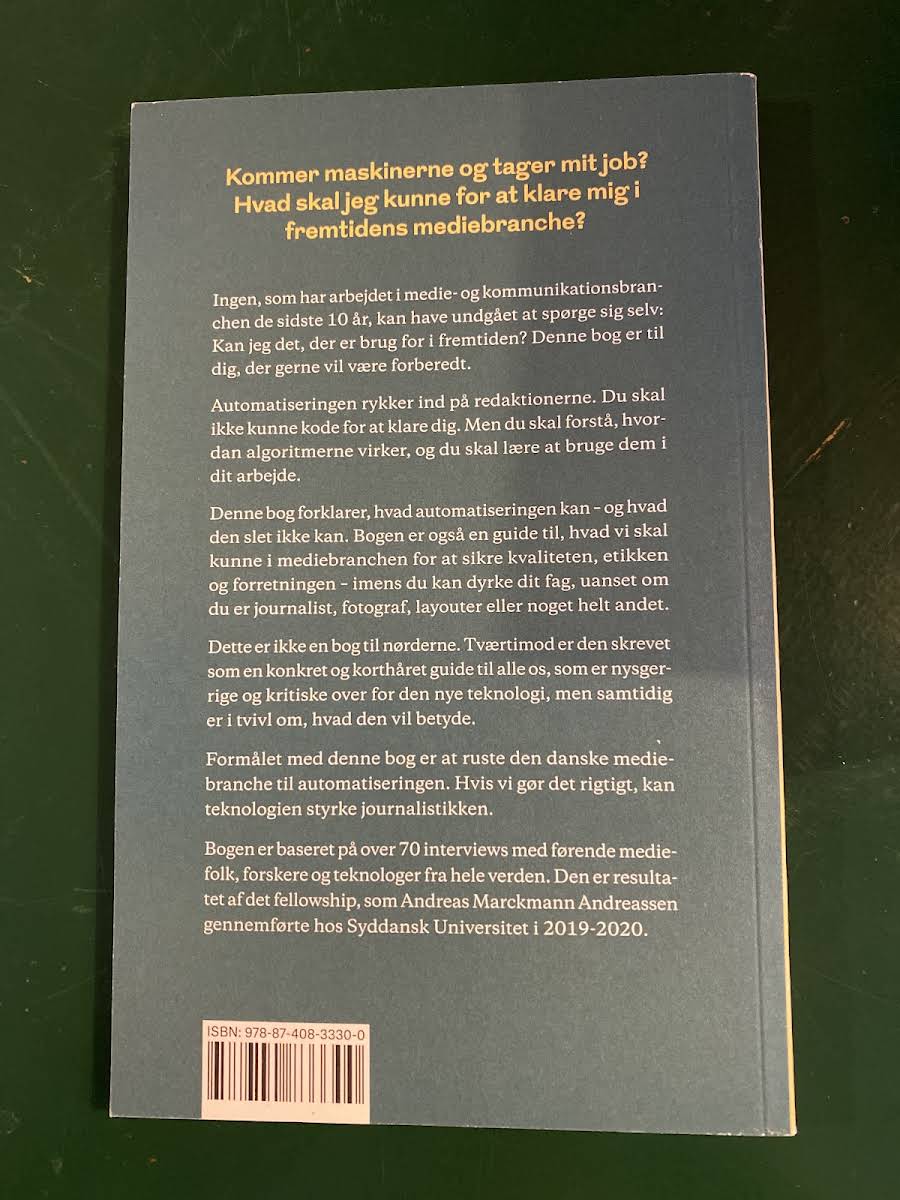 Kommer maskinerne og tager mit job?
Hvad skal jeg kunne for at klare mig i
fremtidens mediebranche?
Ingen, som har arbejdet i medie- og kommunikationsbran-
chen de sidste 10 år, kan have undgået at spørge sig selv:
Kan jeg det, der er brug for i fremtiden? Denne bog er til
dig, der gerne vil være forberedt.
Automatiseringen rykker ind på redaktionerne. Du skal
ikke kunne kode for at klare dig. Men du skal forstå, hvor-
dan algoritmerne virker, og du skal lære at bruge dem i
dit arbejde.
Denne bog forklarer, hvad automatiseringen kan – og hvad
den slet ikke kan. Bogen er også en guide til, hvad vi skal
kunne i mediebranchen for at sikre kvaliteten, etikken
og forretningen – imens du kan dyrke dit fag, uanset om
du er journalist, fotograf, layouter eller noget helt andet.
Dette er ikke en bog til nørderne. Tværtimod er den skrevet
som en konkret og korthåret guide til alle os, som er nysger-
rige og kritiske over for den nye teknologi, men samtidig
er i tvivl om, hvad den vil betyde.
Formålet med denne bog er at ruste den danske medie-
branche til automatiseringen. Hvis vi gør det rigtigt, kan
teknologien styrke journalistikken.
Bogen er baseret på over 70 interviews med førende medie-
folk, forskere og teknologer fra hele verden. Den er resulta-
tet af det fellowship, som Andreas Marckmann Andreassen
gennemførte hos Syddansk Universitet i 2019-2020.
ISBN: 978-87-408-3330-0